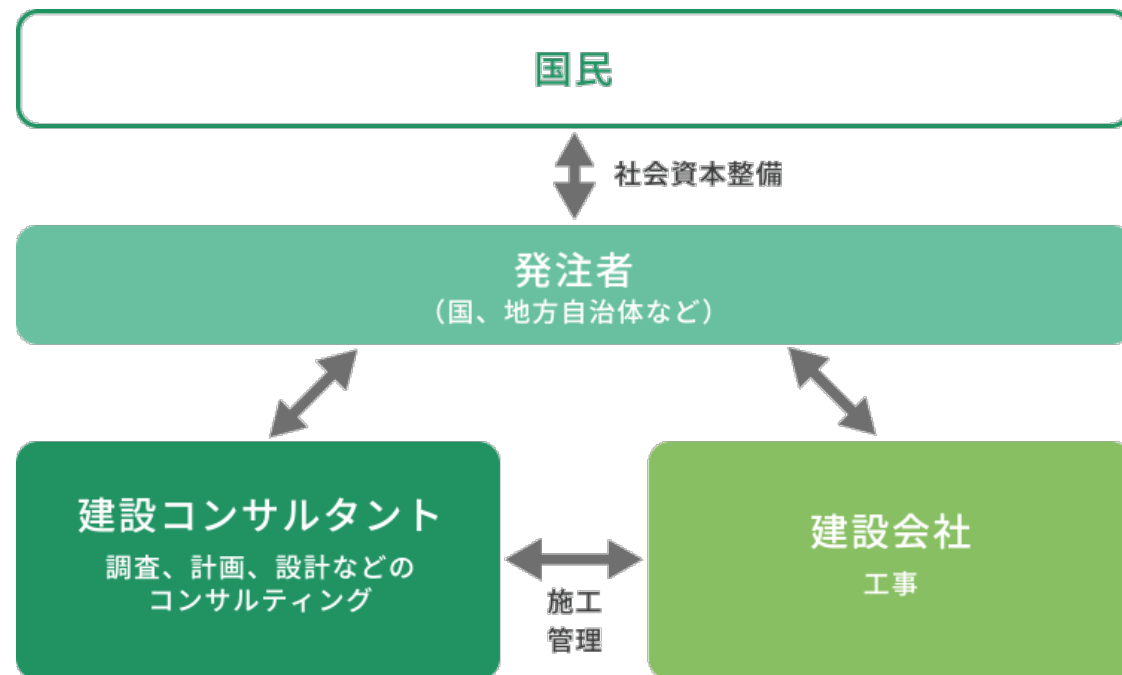 国民
社会資本整備
発注者
（国、地方自治体など）
建設コンサルタント
調査、計画、設計などの
コンサルティング
施工
管理
建設会社
工事